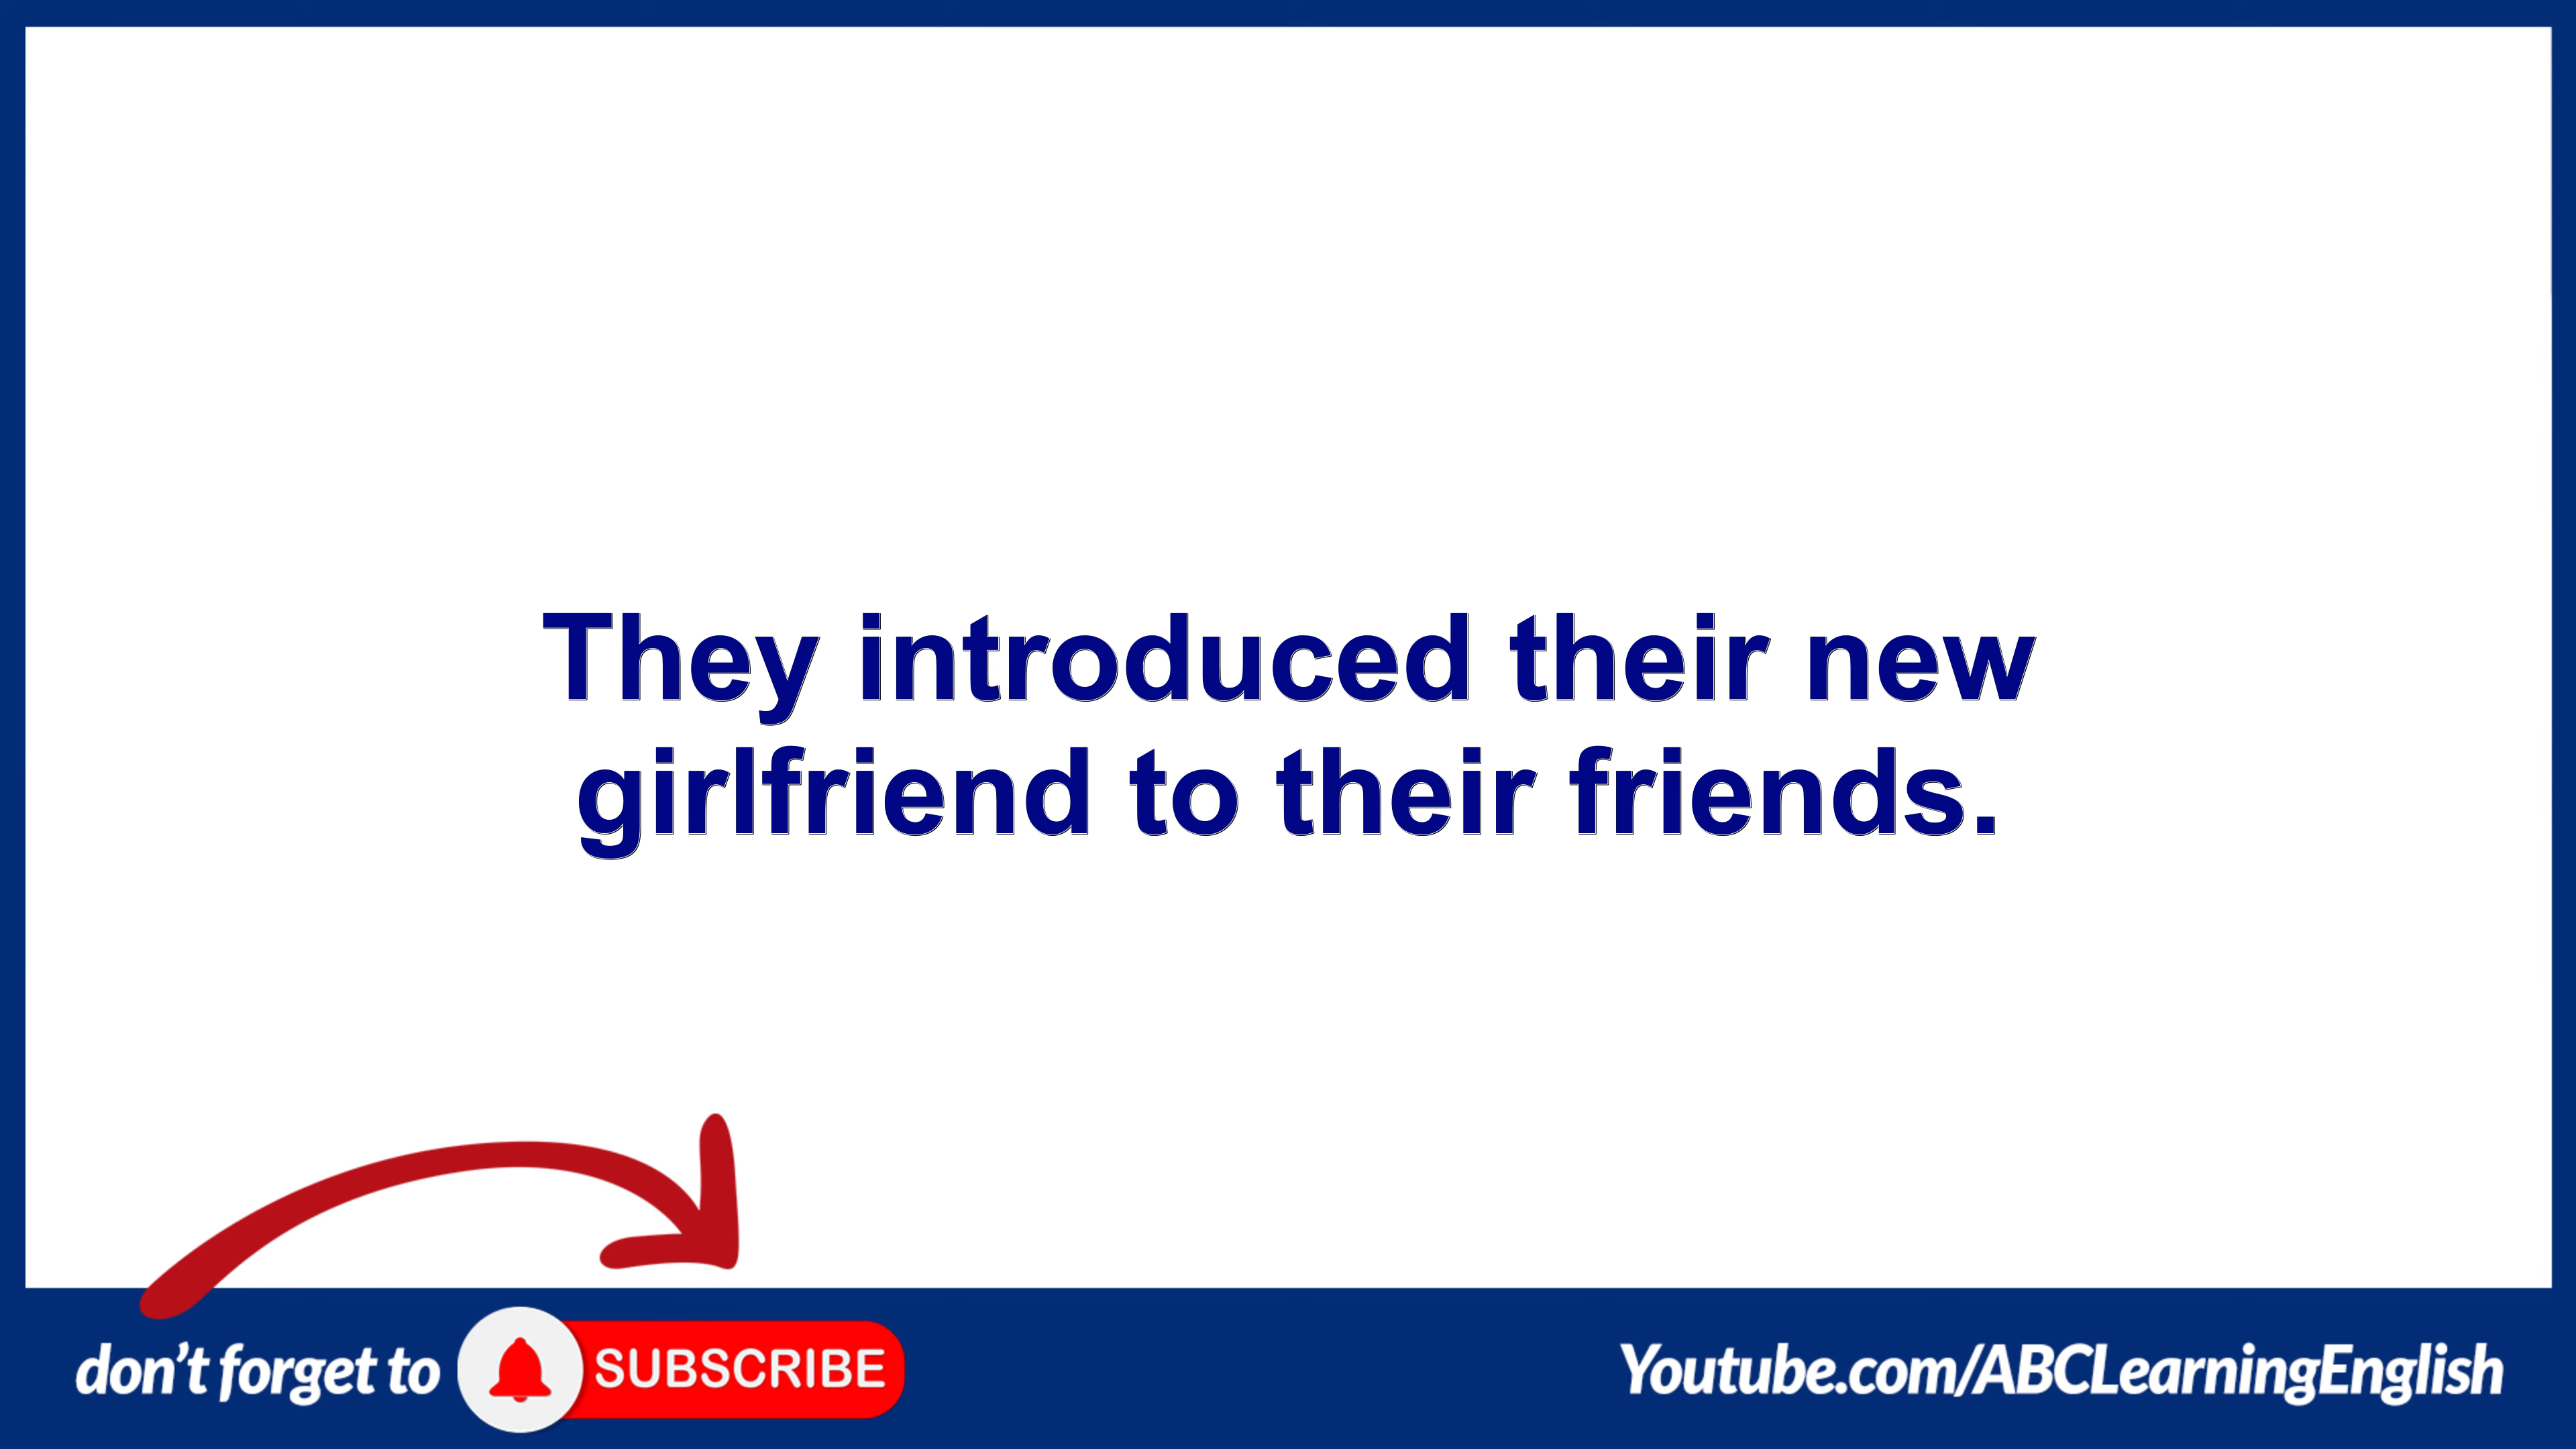 They introduced their new
girlfriend to their friends.
don't forget to SUBSCRIBE
Youtube.com/ABCLearningEnglish